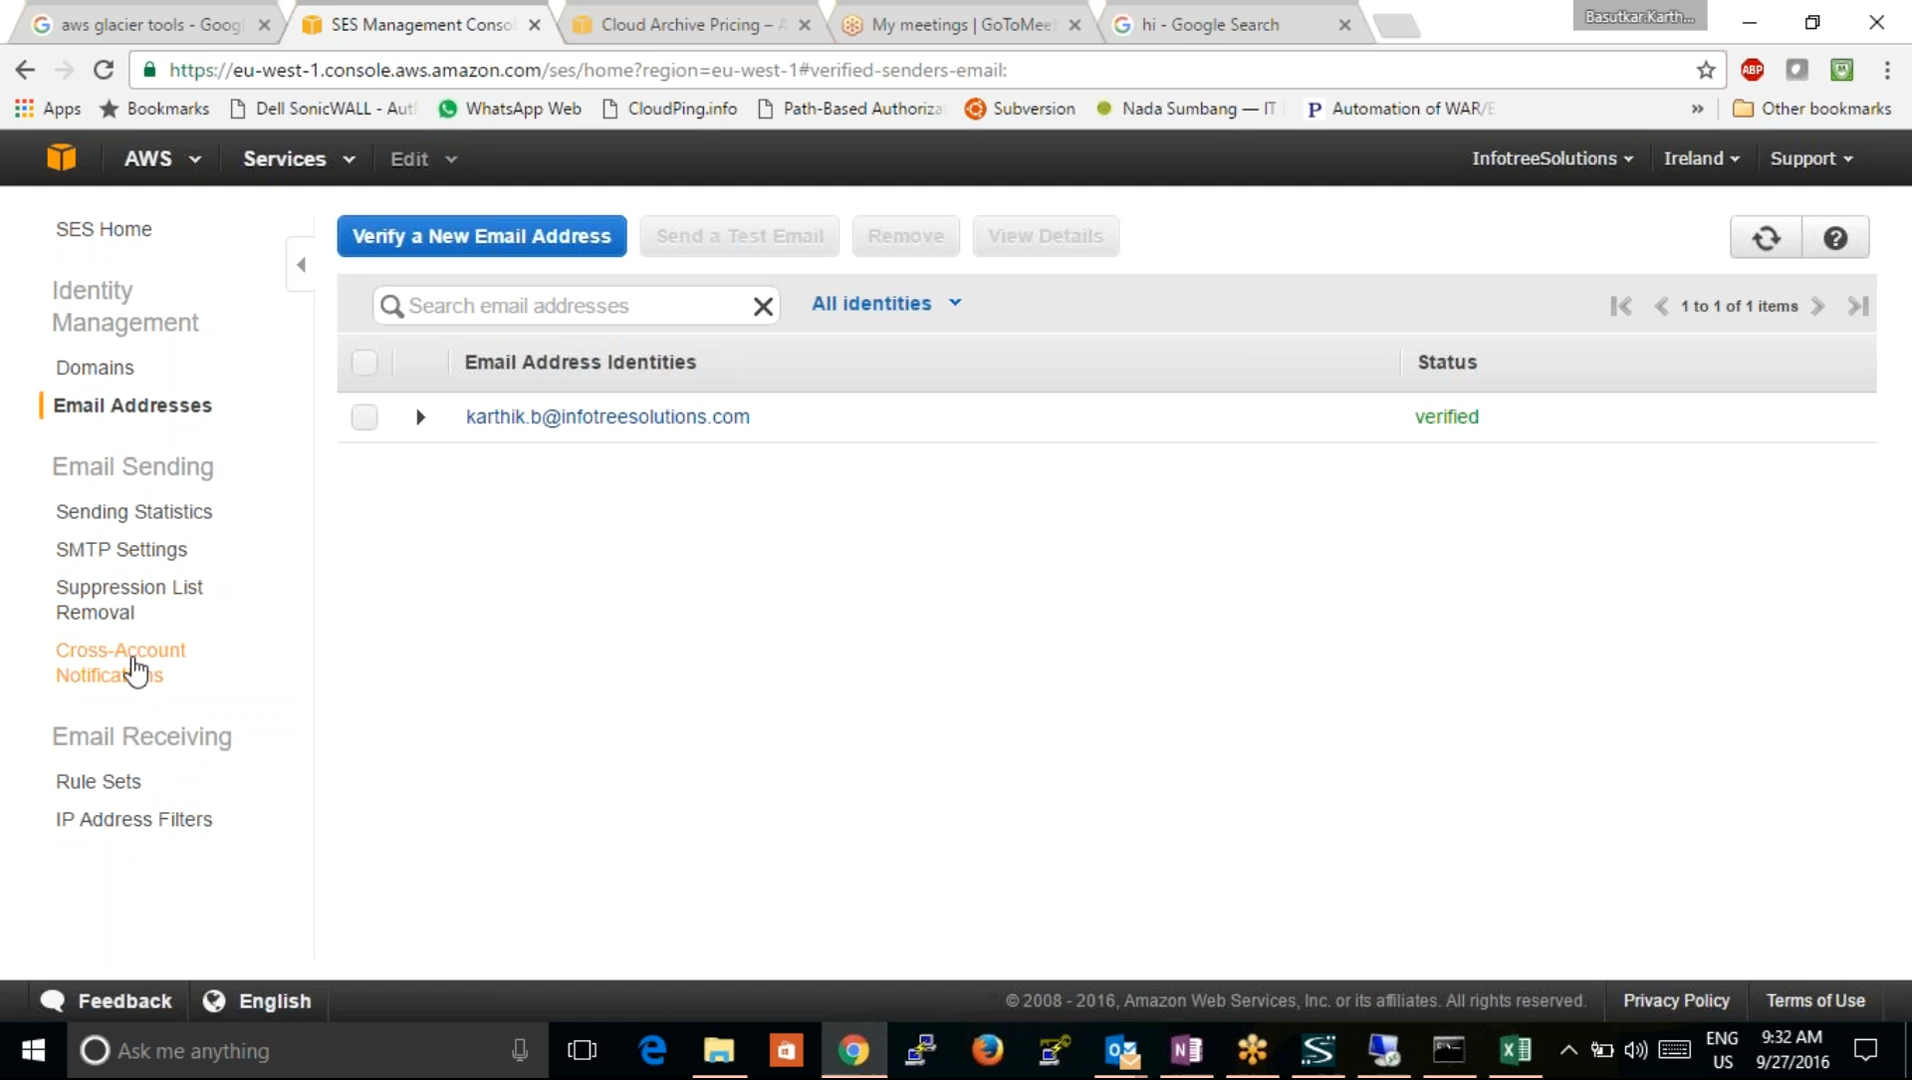 aws glacier tools - Goog
SES Management Conso
Cloud Archive Pricing – A
My meetings | GoToMee
hi - Google Search
Basutkar.Karth...
https://eu-west-1.console.aws.amazon.com/ses/home?region=eu-west-1#verified-senders-email:
ABP
Apps
Bookmarks
Dell SonicWALL - Aut
WhatsApp Web
CloudPing.info
Path-Based Authoriza
Subversion
Nada Sumbang — IT
Automation of WAR/E
»
Other bookmarks
AWS
Services
Edit
InfotreeSolutions
Ireland
Support
SES Home
Identity
Management
Domains
Email Addresses
Email Sending
Sending Statistics
SMTP Settings
Suppression List
Removal
Cross-Account
Notifications
Email Receiving
Rule Sets
IP Address Filters
Verify a New Email Address
Send a Test Email
Remove
View Details
Search email addresses
All identities
1 to 1 of 1 items
Email Address Identities
Status
karthik.b@infotreesolutions.com
verified
Feedback
English
© 2008 - 2016, Amazon Web Services, Inc. or its affiliates. All rights reserved.
Privacy Policy
Terms of Use
Ask me anything
ENG
US
9:32 AM
9/27/2016